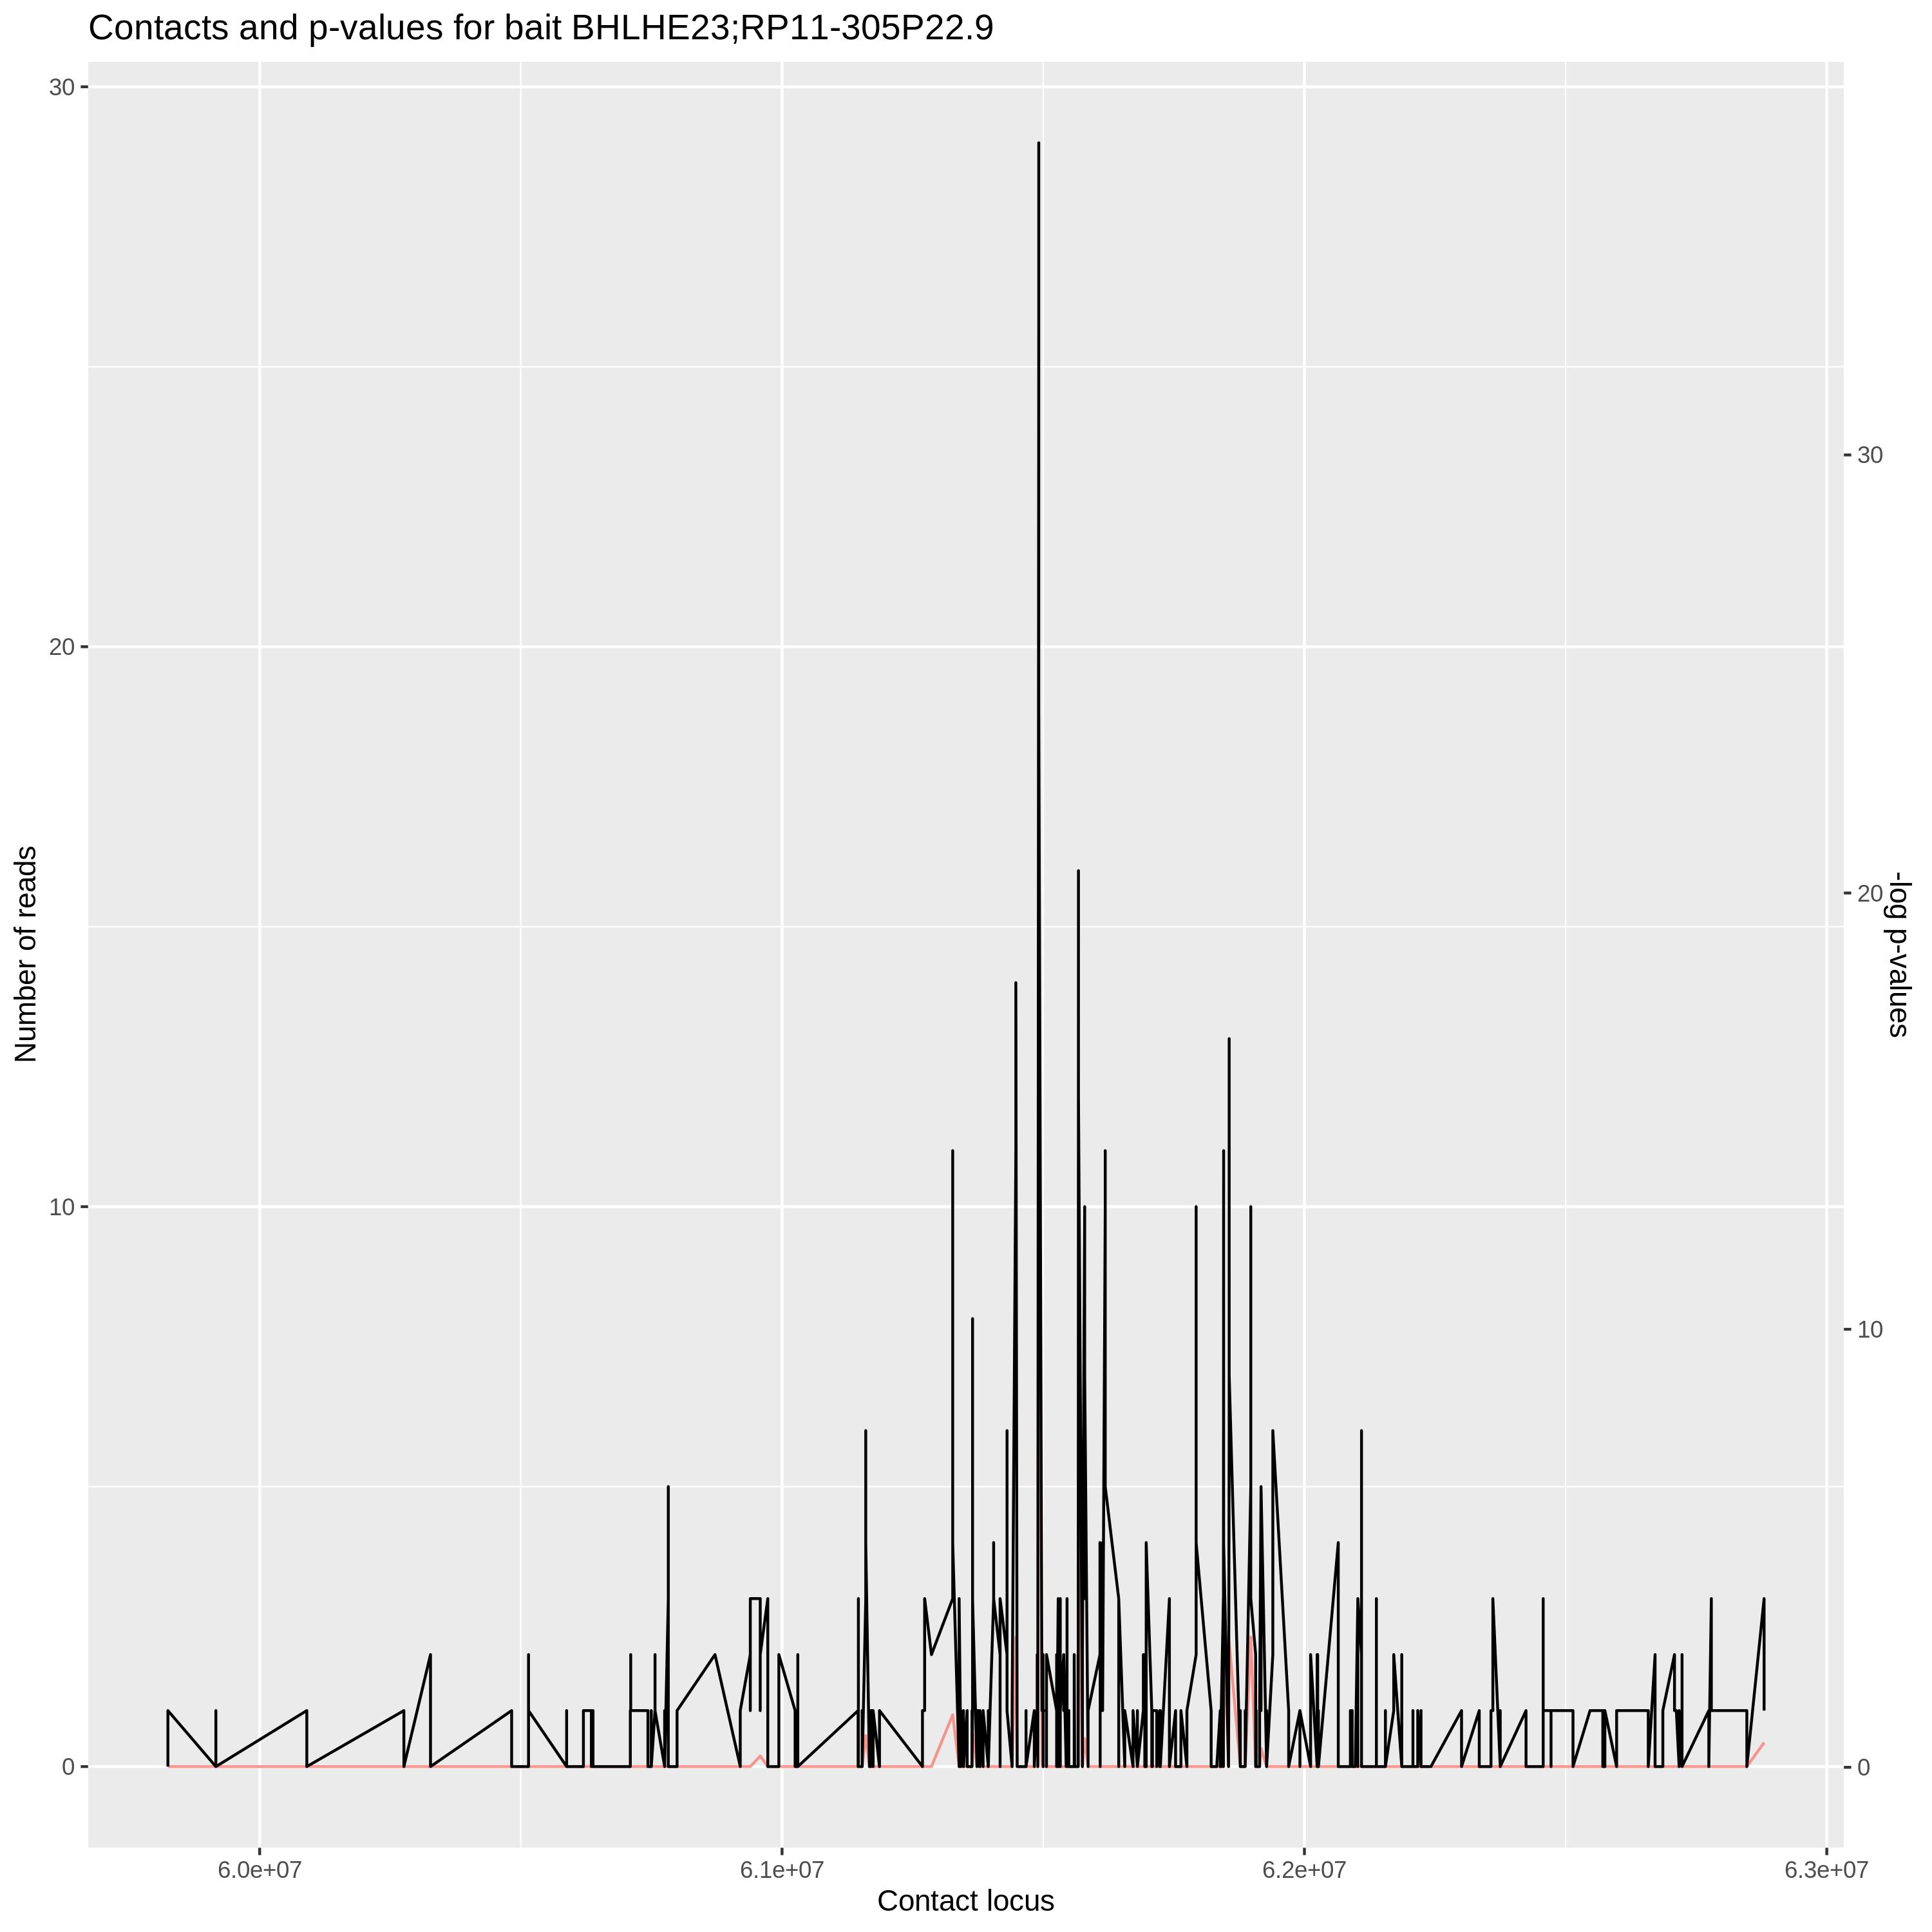 Contacts and p-values for bait BHLHE23;RP11-305P22.9
30
20
10
0
Number of reads
30
20
10
0
-log p-values
6.0e+07
6.1e+07
6.2e+07
6.3e+07
Contact locus